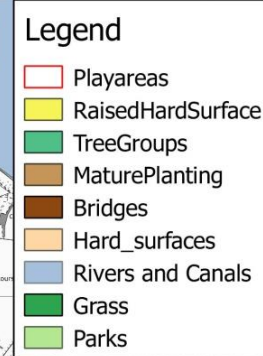 Legend
Playareas
RaisedHardSurface
TreeGroups
MaturePlanting
Bridges
Hard_surfaces
Rivers and Canals
Grass
Parks